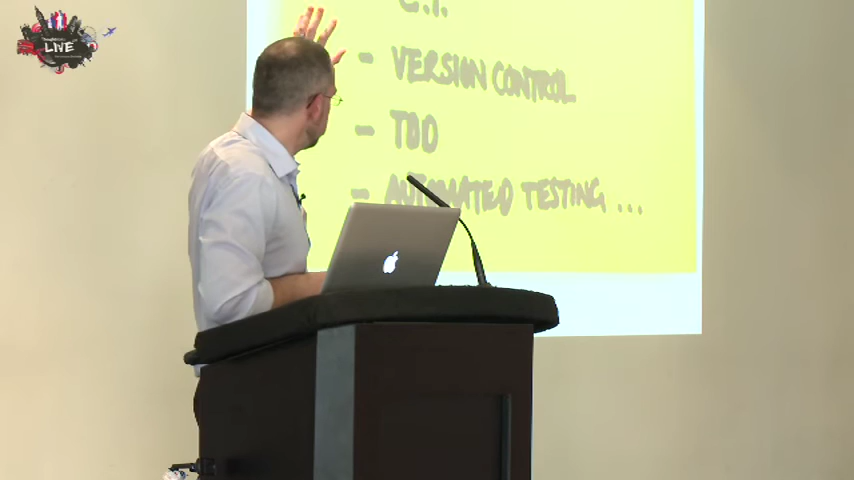 LIVE
C.I.
- VERSION CONTROL
- TDD
- AUTOMATED TESTING ...